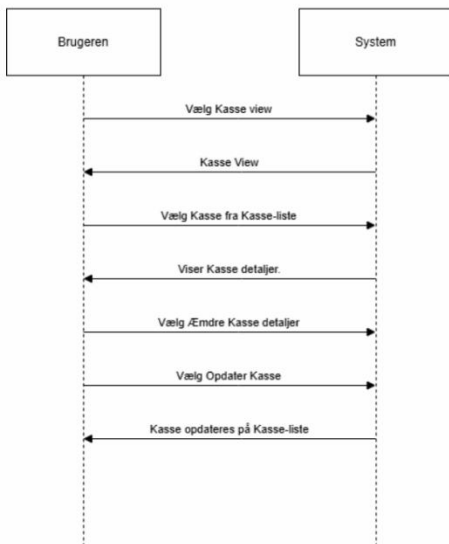 Brugeren
System
Vælg Kasse view
Kasse View
Vælg Kasse fra Kasse-liste
Viser Kasse detaljer.
Vælg Æmdre Kasse detaljer
Vælg Opdater Kasse
Kasse opdateres på Kasse-liste